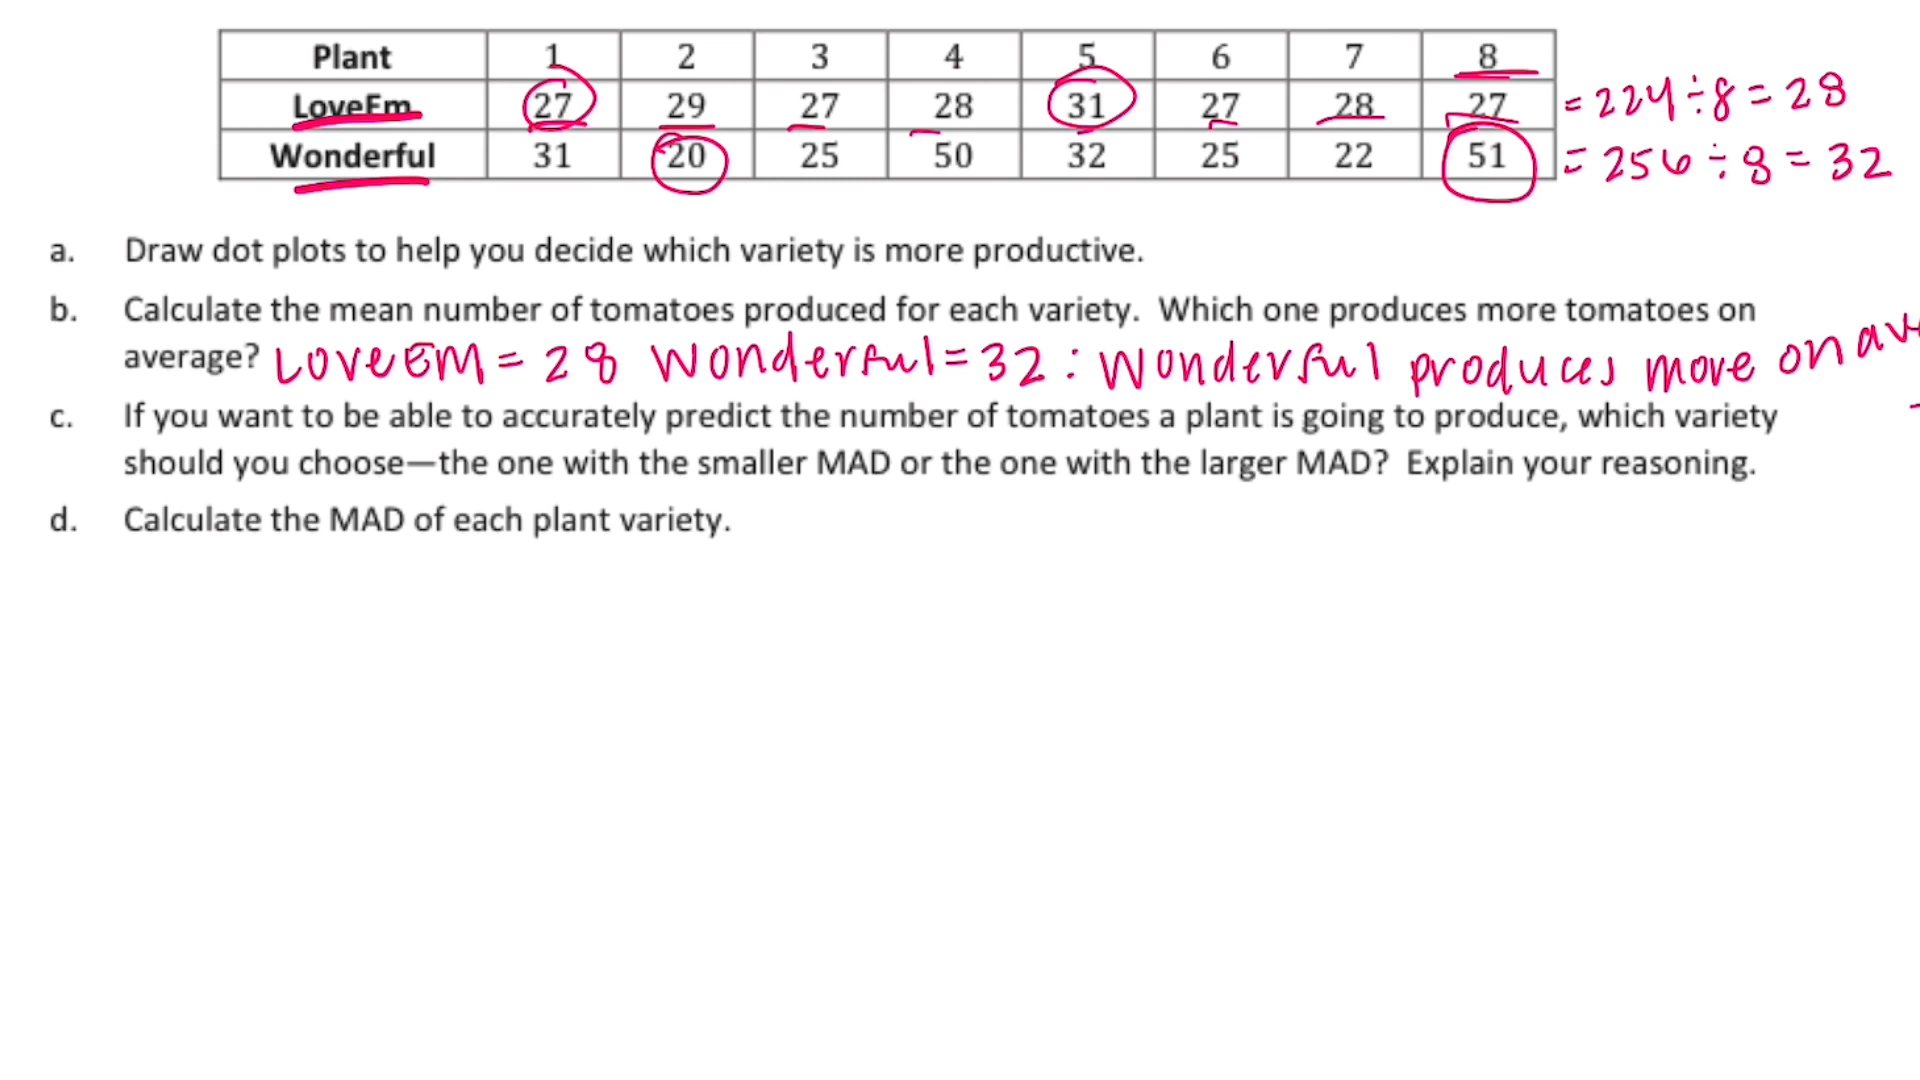 Plant 1 2 3 4 5 6 7 8
LoveEm 27 29 27 28 31 27 28 27 = 224 ÷ 8 = 28
Wonderful 31 20 25 50 32 25 22 51 = 256 ÷ 8 = 32
a. Draw dot plots to help you decide which variety is more productive.
b. Calculate the mean number of tomatoes produced for each variety. Which one produces more tomatoes on
average? LoveEm = 28 Wonderful = 32 : Wonderful produces more on av
c. If you want to be able to accurately predict the number of tomatoes a plant is going to produce, which variety
should you choose—the one with the smaller MAD or the one with the larger MAD? Explain your reasoning.
d. Calculate the MAD of each plant variety.